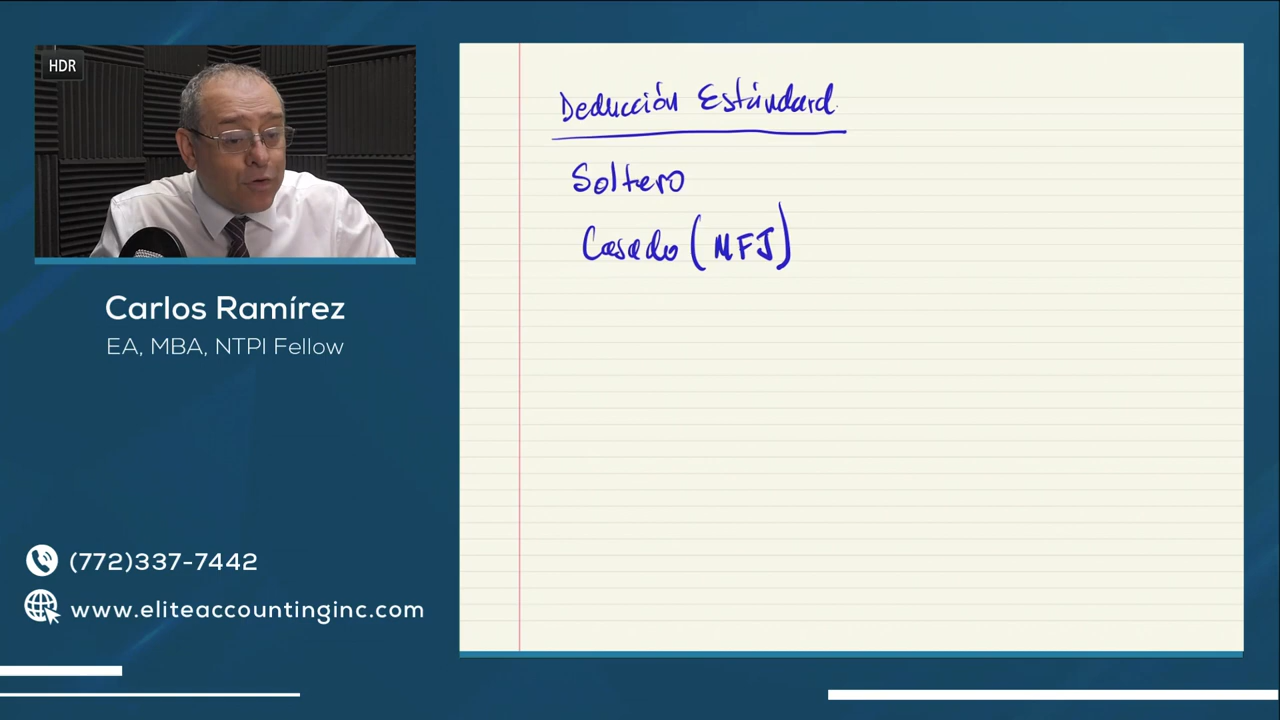 HDR
Carlos Ramírez
EA, MBA, NTPI Fellow
(772)337-7442
www.eliteaccountinginc.com
Deducción Estándard.
Soltero
Casado (MFJ)